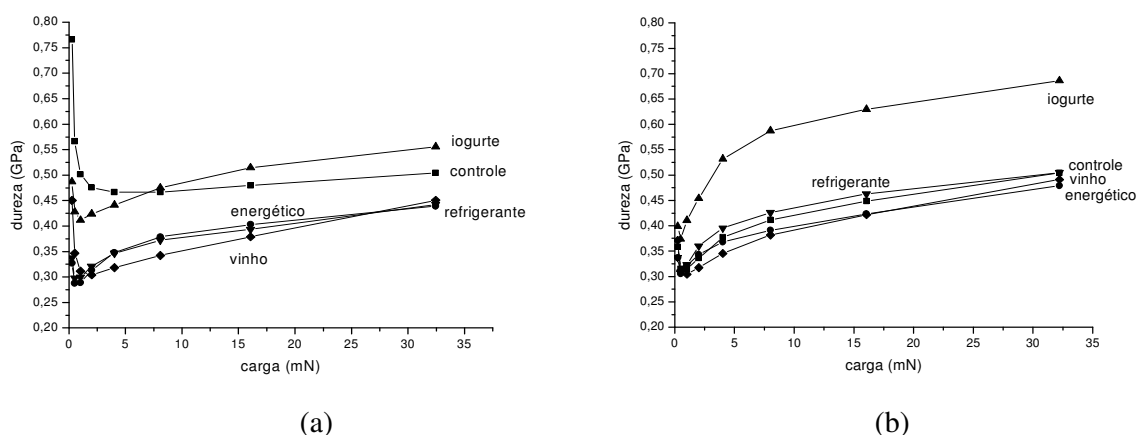 0,80
0,75
0,70
0,65
0,60
0,55
0,50
0,45
0,40
0,35
0,30
0,25
0,20
dureza (GPa)
iogurte
controle
energético
refrigerante
vinho
0 5 10 15 20 25 30 35
carga (mN)
(a)
0,80
0,75
0,70
0,65
0,60
0,55
0,50
0,45
0,40
0,35
0,30
0,25
0,20
dureza (GPa)
iogurte
refrigerante
controle
vinho
energético
0 5 10 15 20 25 30 35
carga (mN)
(b)